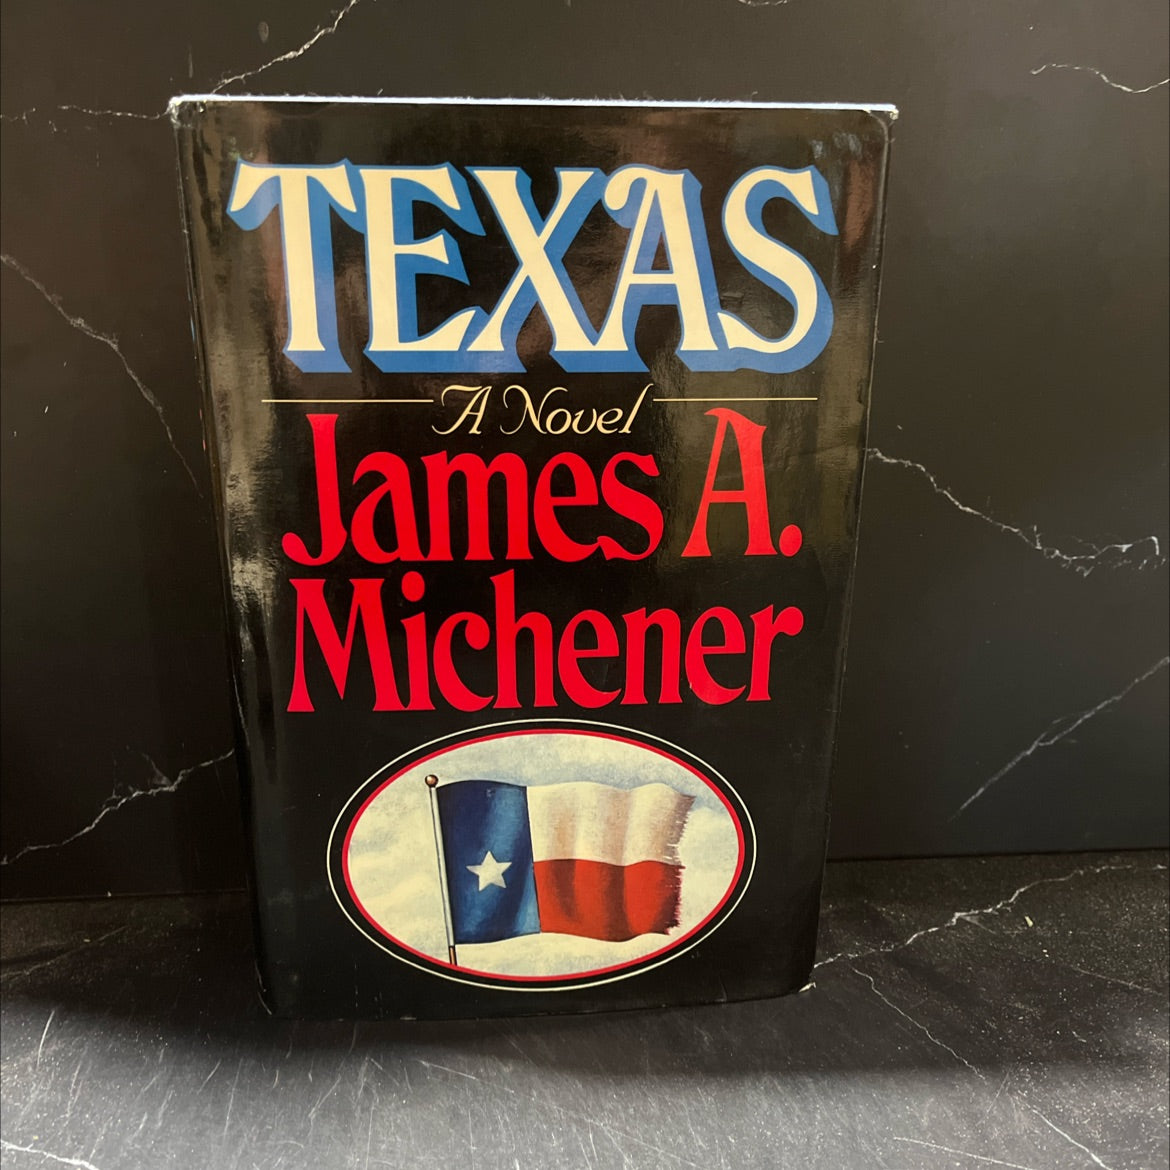 TEXAS
A Novel
James A.
Michener